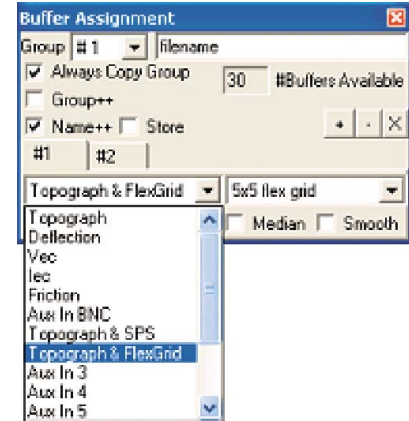 Buffer Assignment
Group #1 filename
Always Copy Group 30 #Buffers Available
Group++
Name++ Store + - X
#1 #2
Topograph & FlexGrid 5x5 flex grid
Topograph
Median Smooth
Deflection
Vec
Iec
Friction
Aux In BNC
Topograph & SPS
Topograph & FlexGrid
Aux In 3
Aux In 4
Aux In 5